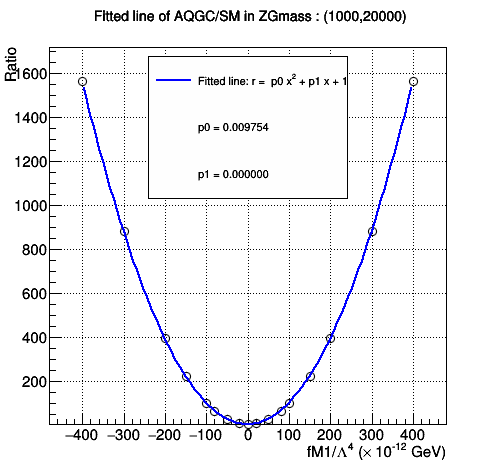 FItted line of AQGC/SM in ZGmass : (1000,20000)
Ratio
1600
1400
1200
1000
800
600
400
200
Fitted line: r = p0 x² + p1 x + 1
p0 = 0.009754
p1 = 0.000000
−400 −300 −200 −100 0 100 200 300 400
fM1/Λ⁴ (× 10⁻¹² GeV)